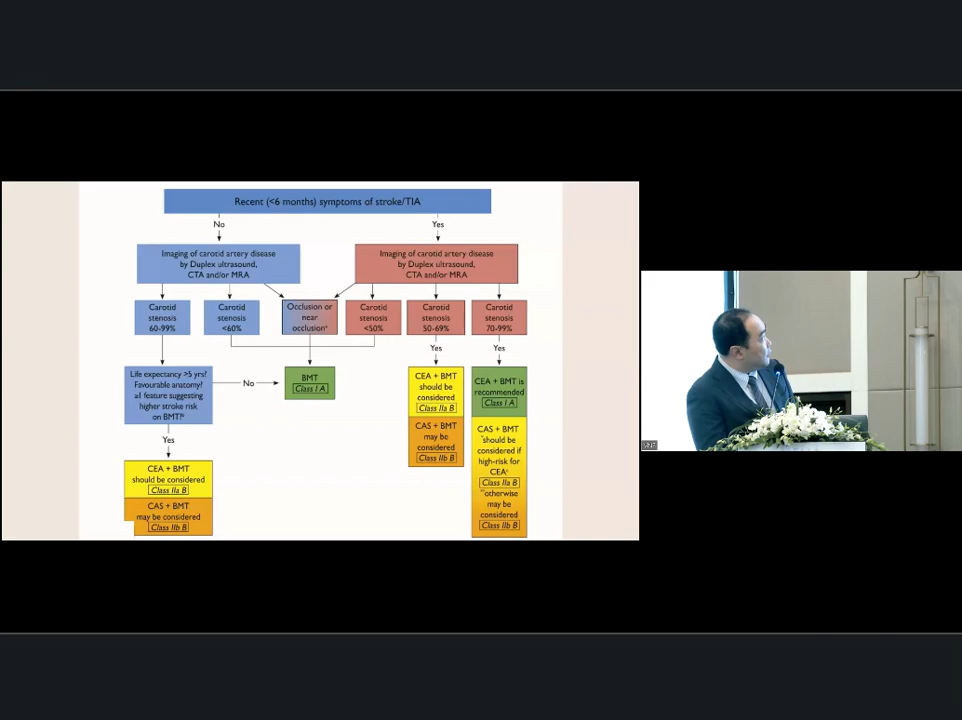 Recent (<6 months) symptoms of stroke/TIA
No
Yes
Imaging of carotid artery disease
by Duplex ultrasound,
CTA and/or MRA
Imaging of carotid artery disease
by Duplex ultrasound,
CTA and/or MRA
Carotid
stenosis
60-99%
Carotid
stenosis
<60%
Occlusion or
near
occlusionᵃ
Carotid
stenosis
<50%
Carotid
stenosis
50-69%
Carotid
stenosis
70-99%
Yes
Yes
Life expectancy >5 yrs?
Favourable anatomy?
≥1 feature suggesting
higher stroke risk
on BMT?ᵇ
No
BMT
Class I A
CEA + BMT
should be
considered
Class IIa B
CAS + BMT
may be
considered
Class IIb B
CEA + BMT is
recommended
Class I A
CAS + BMT
should be
considered if
high-risk for
CEAᶜ
Class IIa B
otherwise
may be
considered
Class IIb B
Yes
CEA + BMT
should be considered
Class IIa B
CAS + BMT
may be considered
Class IIb B